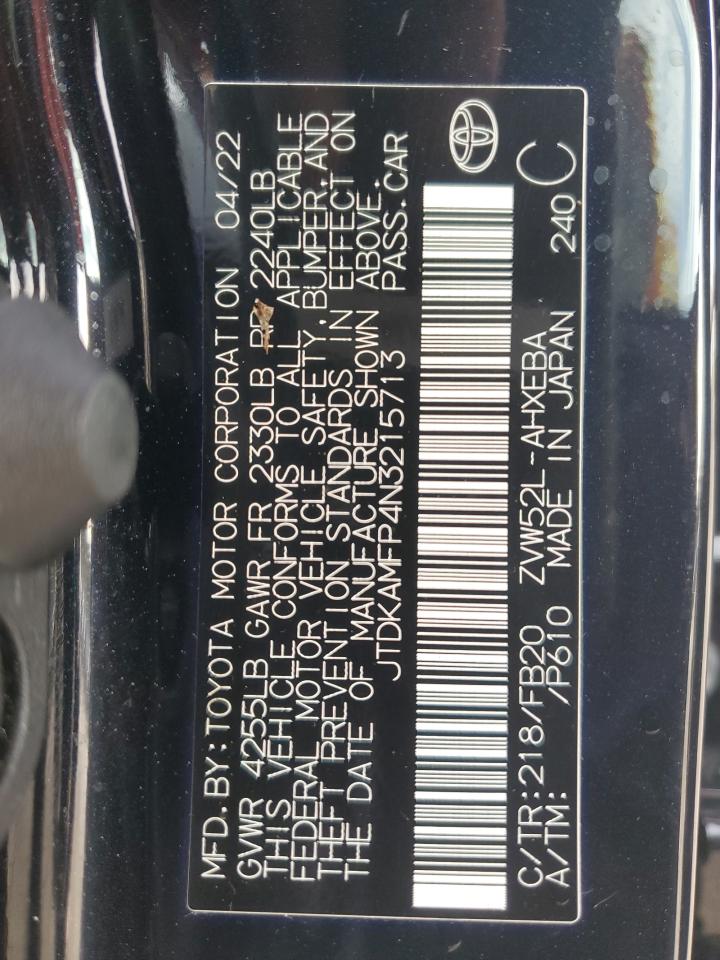 MFD.BY:TOYOTA MOTOR CORPORATION 04/22
GVWR 4255LB GAWR FR 2330LB RR 2240LB
THIS VEHICLE CONFORMS TO ALL APPLICABLE
FEDERAL MOTOR VEHICLE SAFETY, BUMPER, AND
THEFT PREVENTION STANDARDS IN EFFECT ON
THE DATE OF MANUFACTURE SHOWN ABOVE.
JTDKAMFP4N3215713 PASS.CAR
C/TR:218/FB20 ZVW52L-AHXEBA
A/TM: /P610 MADE IN JAPAN 240 C